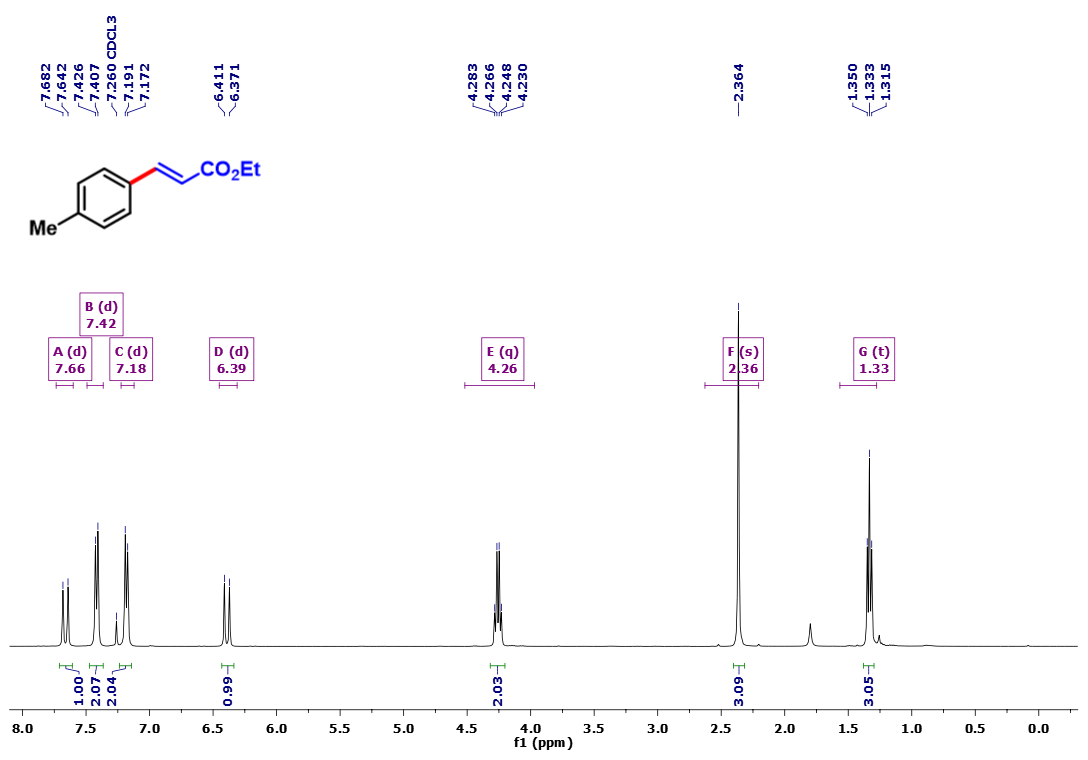 7.682
7.642
7.426
7.407
7.260 CDCL3
7.191
7.172
6.411
6.371
4.283
4.266
4.248
4.230
2.364
1.350
1.333
1.315
CO2Et
Me
B (d)
7.42
A (d)
7.66
C (d)
7.18
D (d)
6.39
E (q)
4.26
F (s)
2.36
G (t)
1.33
1.00
2.07
2.04
0.99
2.03
3.09
3.05
8.0 7.5 7.0 6.5 6.0 5.5 5.0 4.5 4.0 3.5 3.0 2.5 2.0 1.5 1.0 0.5 0.0
f1 (ppm)